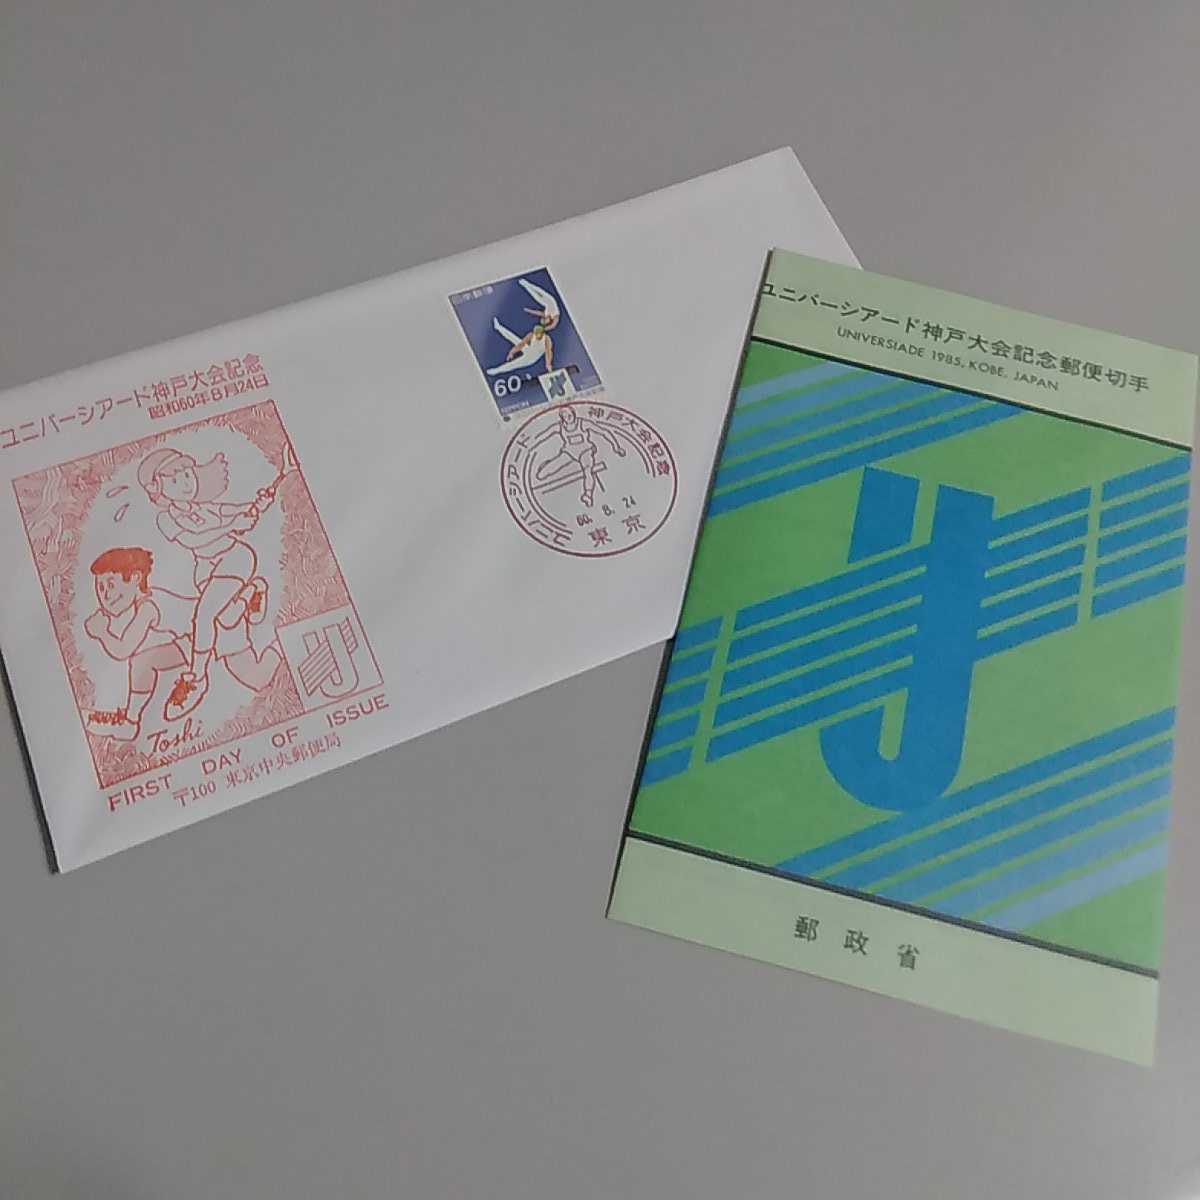 ユニバーシアード神戸大会記念
昭和60年8月24日
Toshi
FIRST DAY OF ISSUE
〒100 東京中央郵便局
日本郵便
60
NIPPON
ユニバーシアード神戸大会記念
60. 8. 24
東京
ユニバーシアード神戸大会記念郵便切手
UNIVERSIADE 1985, KOBE, JAPAN
郵政省